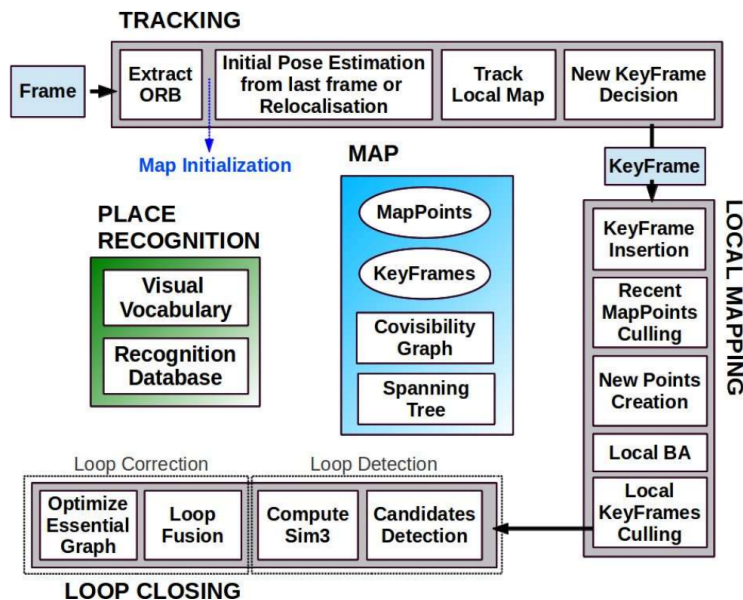 TRACKING
Frame
Extract
ORB
Initial Pose Estimation
from last frame or
Relocalisation
Track
Local Map
New KeyFrame
Decision
Map Initialization
MAP
KeyFrame
PLACE
RECOGNITION
Visual
Vocabulary
Recognition
Database
MapPoints
KeyFrames
Covisibility
Graph
Spanning
Tree
LOCAL MAPPING
KeyFrame
Insertion
Recent
MapPoints
Culling
New Points
Creation
Local BA
Local
KeyFrames
Culling
Loop Correction
Loop Detection
Optimize
Essential
Graph
Loop
Fusion
Compute
Sim3
Candidates
Detection
LOOP CLOSING